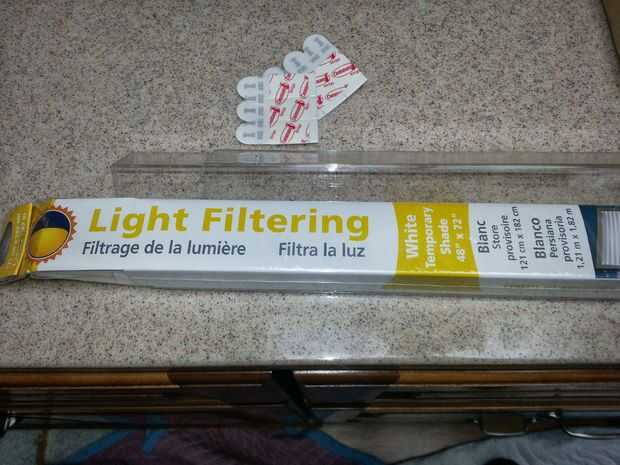 Light Filtering
Filtrage de la lumière
Filtra la luz
White
Temporary
Shade
48" x 72"
Blanc
Store
provisoire
121 cm x 182 cm
Blanco
Persiana
provisoria
1,21 m x 1,82 m